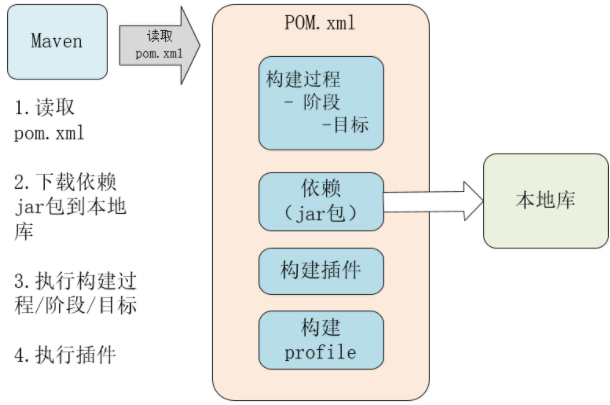 Maven
读取
pom.xml
POM.xml
构建过程
- 阶段
-目标
依赖
（jar包）
本地库
构建插件
构建
profile
1.读取
pom.xml
2.下载依赖
jar包到本地
库
3.执行构建过
程/阶段/目标
4.执行插件